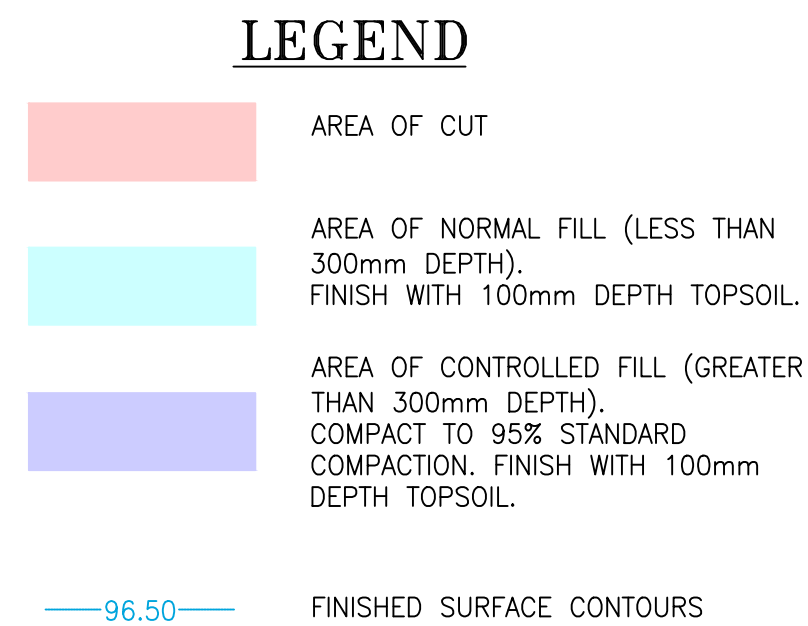 LEGEND
AREA OF CUT
AREA OF NORMAL FILL (LESS THAN
300mm DEPTH).
FINISH WITH 100mm DEPTH TOPSOIL.
AREA OF CONTROLLED FILL (GREATER
THAN 300mm DEPTH).
COMPACT TO 95% STANDARD
COMPACTION. FINISH WITH 100mm
DEPTH TOPSOIL.
96.50 FINISHED SURFACE CONTOURS